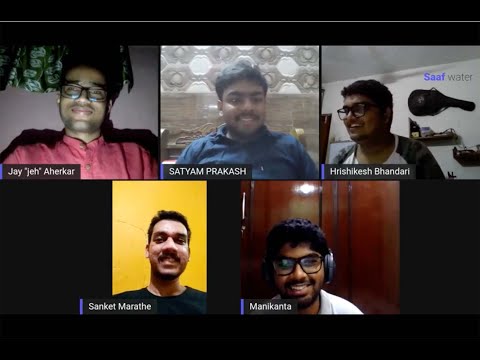 Saaf water
Jay "jeh" Aherkar
SATYAM PRAKASH
Hrishikesh Bhandari
Sanket Marathe
Manikanta